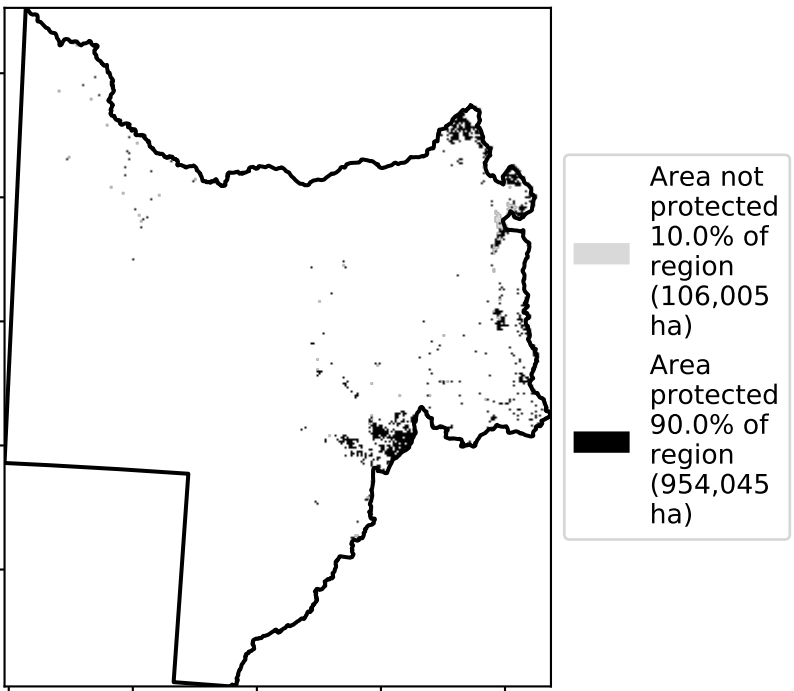 Area not
protected
10.0% of
region
(106,005
ha)
Area
protected
90.0% of
region
(954,045
ha)